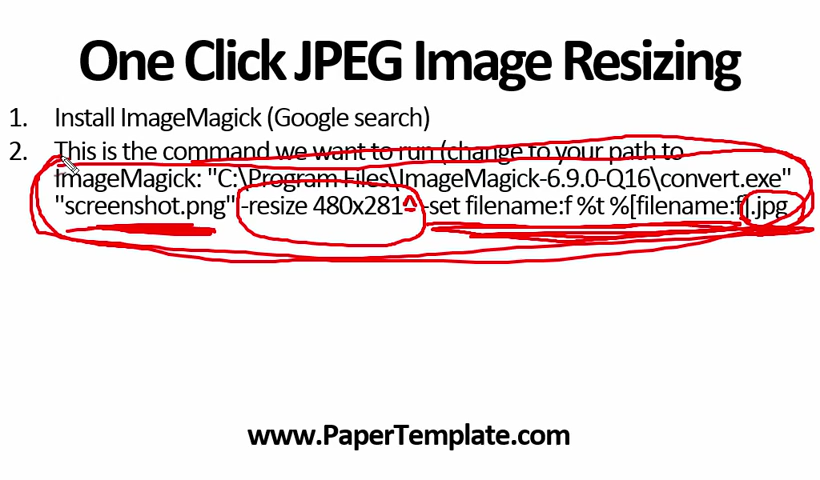 One Click JPEG Image Resizing
1. Install ImageMagick (Google search)
2. This is the command we want to run (change to your path to
ImageMagick: "C:\Program Files\ImageMagick-6.9.0-Q16\convert.exe"
"screenshot.png" -resize 480x281^ -set filename:f %t %[filename:f].jpg
www.PaperTemplate.com